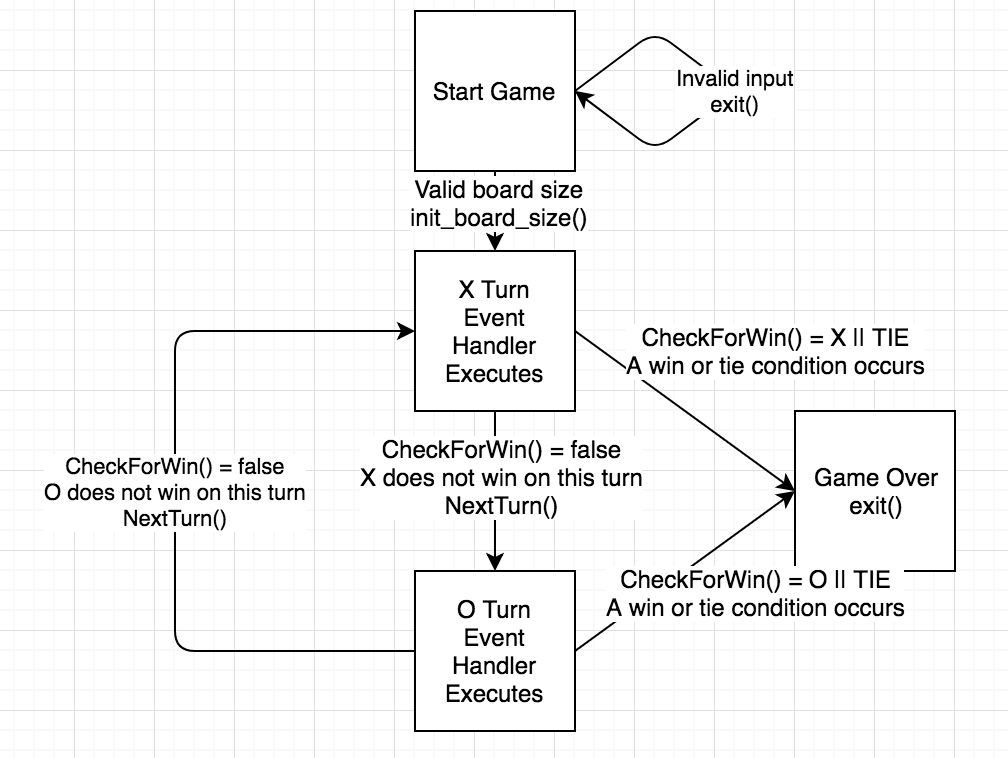 Start Game
Invalid input
exit()
Valid board size
init_board_size()
X Turn
Event
Handler
Executes
CheckForWin() = X || TIE
A win or tie condition occurs
CheckForWin() = false
X does not win on this turn
NextTurn()
CheckForWin() = false
O does not win on this turn
NextTurn()
Game Over
exit()
CheckForWin() = O || TIE
A win or tie condition occurs
O Turn
Event
Handler
Executes